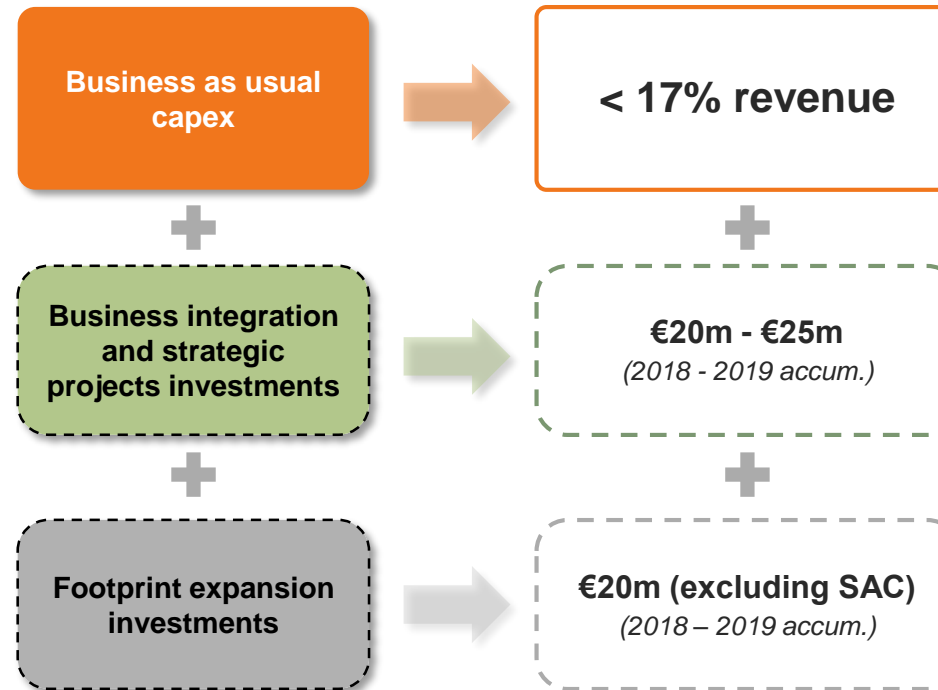 Business as usual
capex
< 17% revenue
Business integration
and strategic
projects investments
€20m - €25m
(2018 - 2019 accum.)
Footprint expansion
investments
€20m (excluding SAC)
(2018 – 2019 accum.)